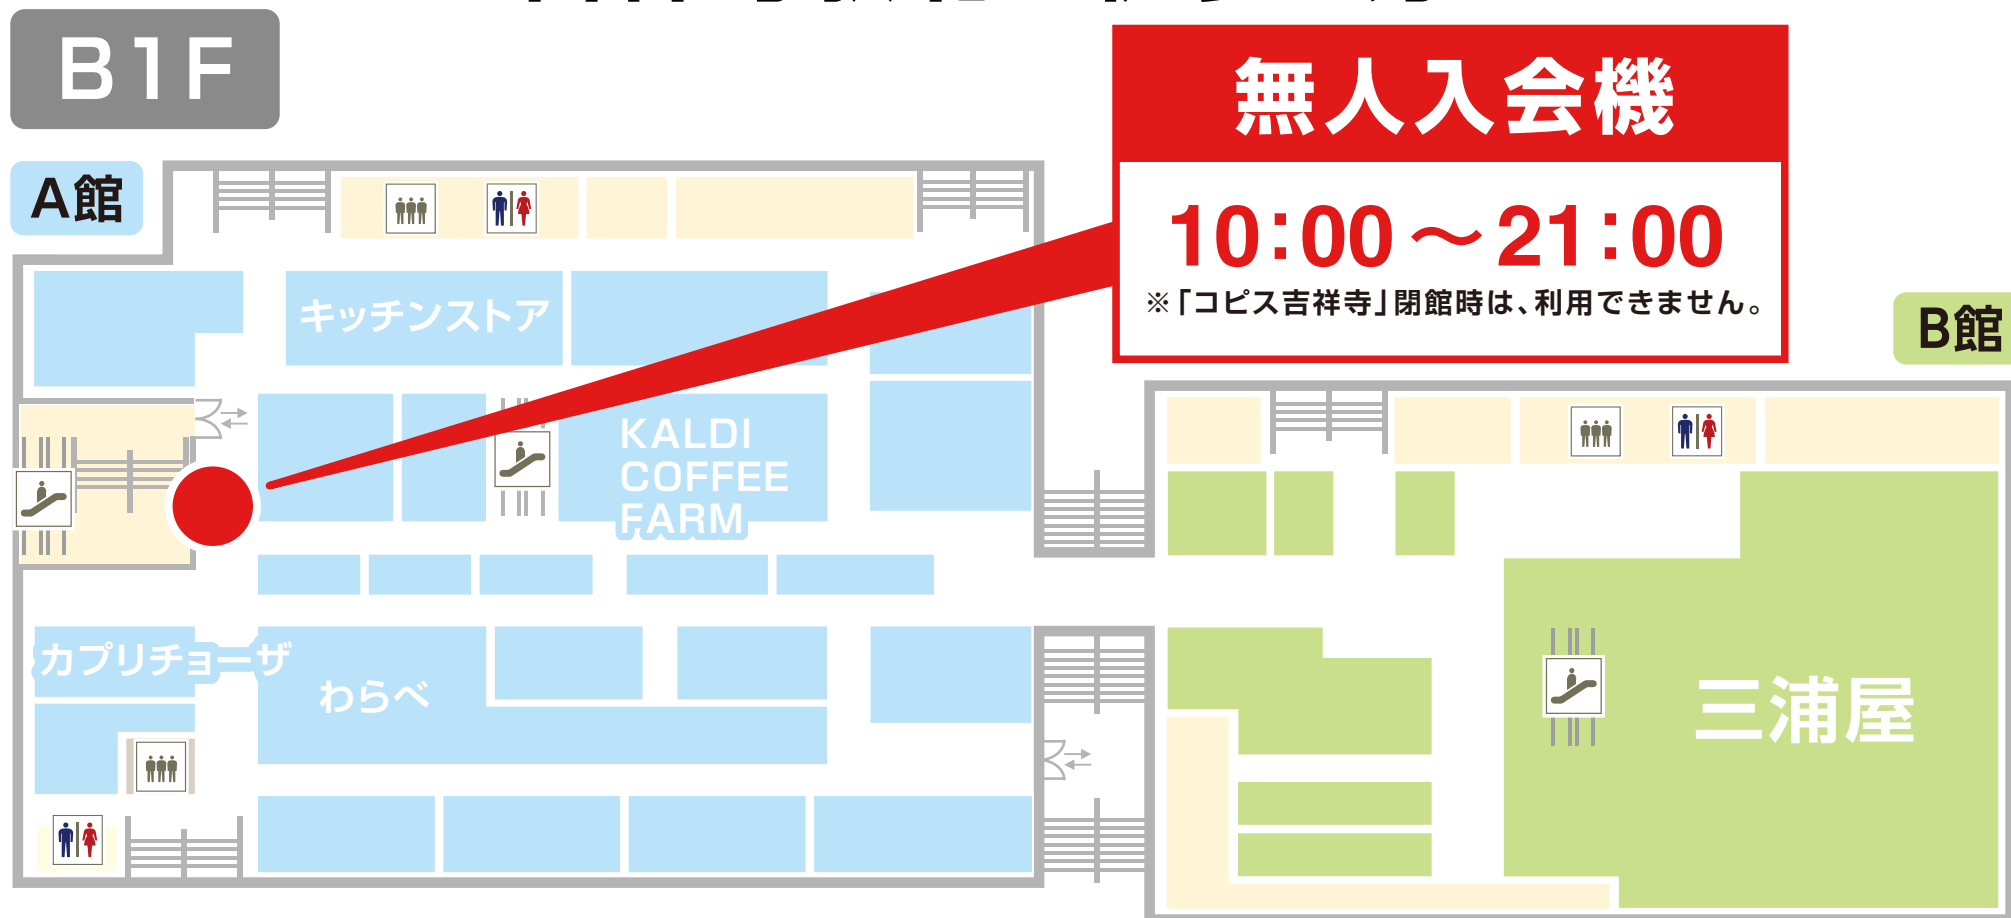 B1F
無人入会機
A館
10:00～21:00
※「コピス吉祥寺」閉館時は、利用できません。
キッチンストア
B館
KALDI
COFFEE
FARM
カプリチョーザ
わらべ
三浦屋